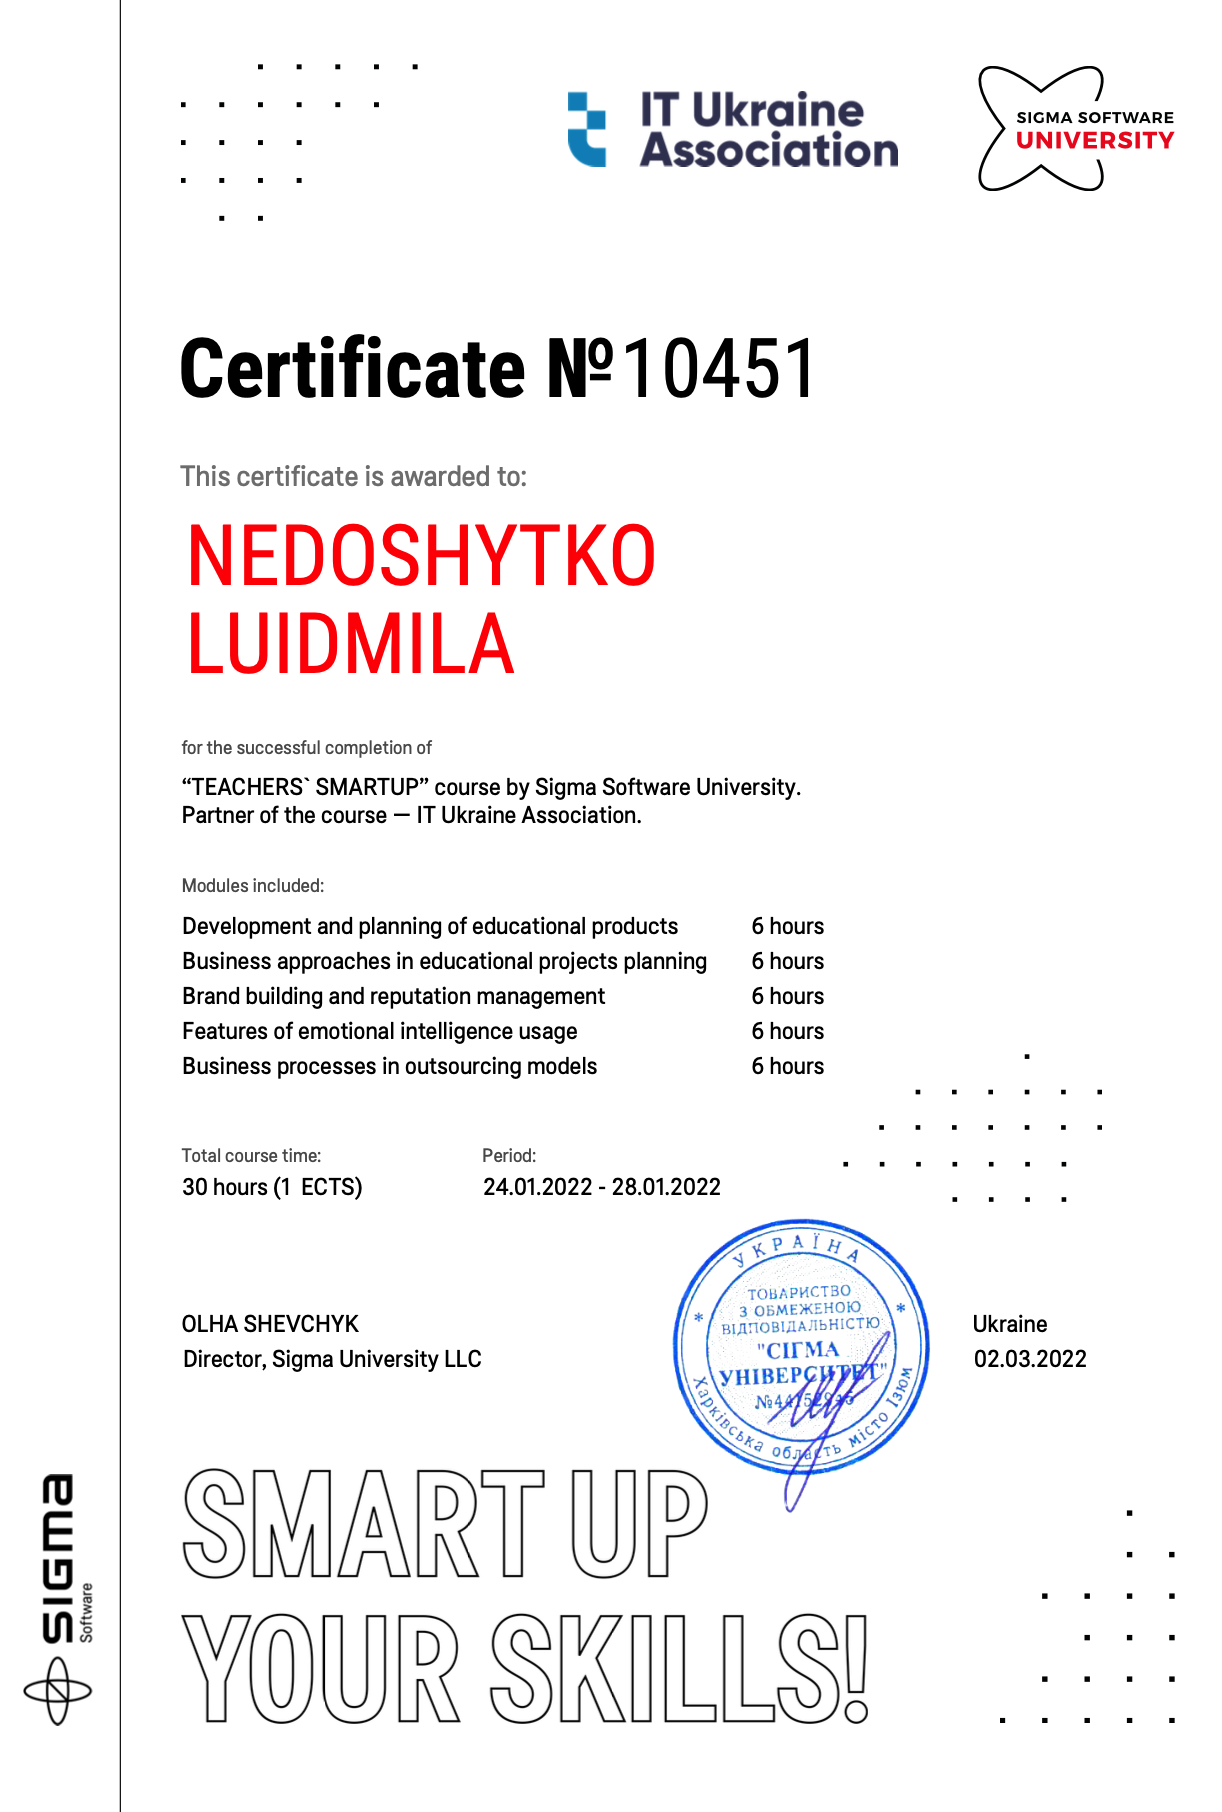 IT Ukraine
Association
SIGMA SOFTWARE
UNIVERSITY
Certificate №10451
This certificate is awarded to:
NEDOSHYTKO
LUIDMILA
for the successful completion of
“TEACHERS` SMARTUP” course by Sigma Software University.
Partner of the course — IT Ukraine Association.
Modules included:
Development and planning of educational products 6 hours
Business approaches in educational projects planning 6 hours
Brand building and reputation management 6 hours
Features of emotional intelligence usage 6 hours
Business processes in outsourcing models 6 hours
Total course time: Period:
30 hours (1 ECTS) 24.01.2022 - 28.01.2022
OLHA SHEVCHYK
Director, Sigma University LLC
* УКРАЇНА *
ТОВАРИСТВО
З ОБМЕЖЕНОЮ
ВІДПОВІДАЛЬНІСТЮ
"СІГМА
УНІВЕРСИТЕТ"
Харківська область місто Ізюм
Ukraine
02.03.2022
SMART UP
YOUR SKILLS!
SIGMA
Software